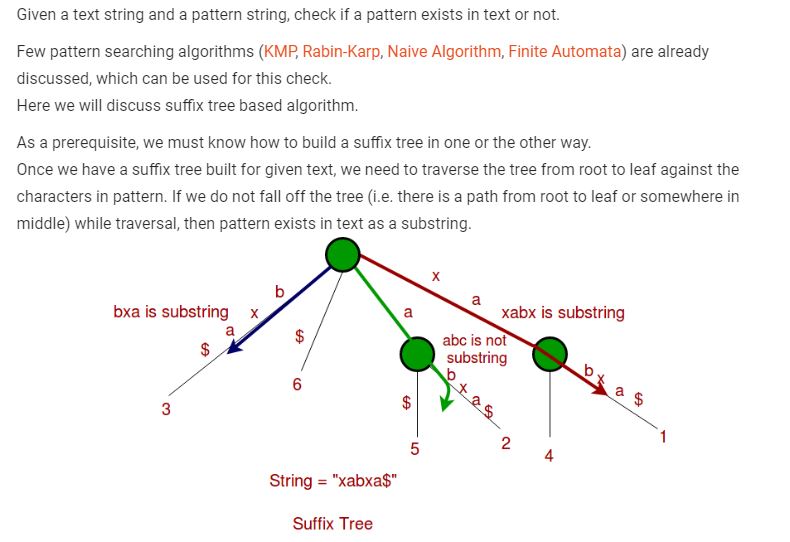 Given a text string and a pattern string, check if a pattern exists in text or not.
Few pattern searching algorithms (KMP, Rabin-Karp, Naive Algorithm, Finite Automata) are already
discussed, which can be used for this check.
Here we will discuss suffix tree based algorithm.
As a prerequisite, we must know how to build a suffix tree in one or the other way.
Once we have a suffix tree built for given text, we need to traverse the tree from root to leaf against the
characters in pattern. If we do not fall off the tree (i.e. there is a path from root to leaf or somewhere in
middle) while traversal, then pattern exists in text as a substring.
x
b
a
bxa is substring
x
a
xabx is substring
a
$
$
abc is not
substring
b
b
x
6
x
a
$
a
$
$
3
1
2
5
4
String = "xabxa$"
Suffix Tree